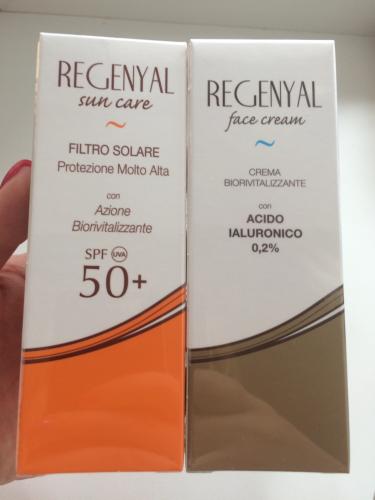 REGENYAL
sun care
FILTRO SOLARE
Protezione Molto Alta
con
Azione
Biorivitalizzante
SPF UVA
50+
REGENYAL
face cream
CREMA
BIORIVITALIZZANTE
con
ACIDO
IALURONICO
0,2%